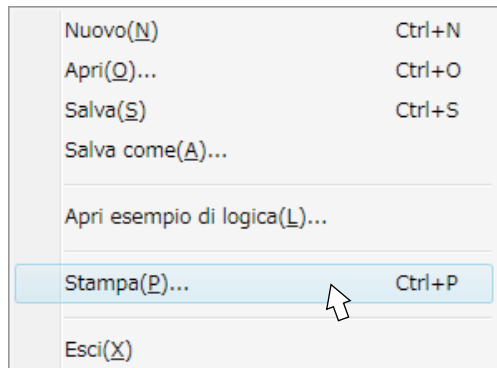 Nuovo(N) Ctrl+N
Apri(O)... Ctrl+O
Salva(S) Ctrl+S
Salva come(A)...
Apri esempio di logica(L)...
Stampa(P)... Ctrl+P
Esci(X)